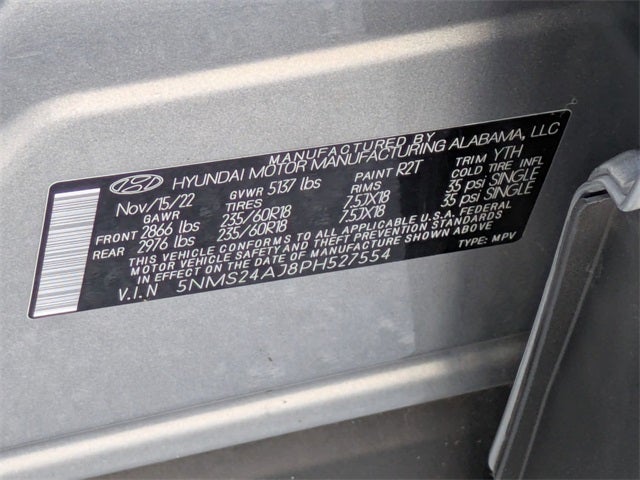 MANUFACTURED BY
HYUNDAI MOTOR MANUFACTURING ALABAMA, LLC
Nov/15/22 GVWR 5137 lbs PAINT R2T TRIM YTH
GAWR TIRES RIMS COLD TIRE INFL
FRONT 2866 lbs 235/60R18 7.5JX18 35 psi SINGLE
REAR 2976 lbs 235/60R18 7.5JX18 35 psi SINGLE
THIS VEHICLE CONFORMS TO ALL APPLICABLE U.S.A. FEDERAL
MOTOR VEHICLE SAFETY AND THEFT PREVENTION STANDARDS
IN EFFECT ON THE DATE OF MANUFACTURE SHOWN ABOVE
V.I.N 5NMS24AJ8PH527554 TYPE: MPV